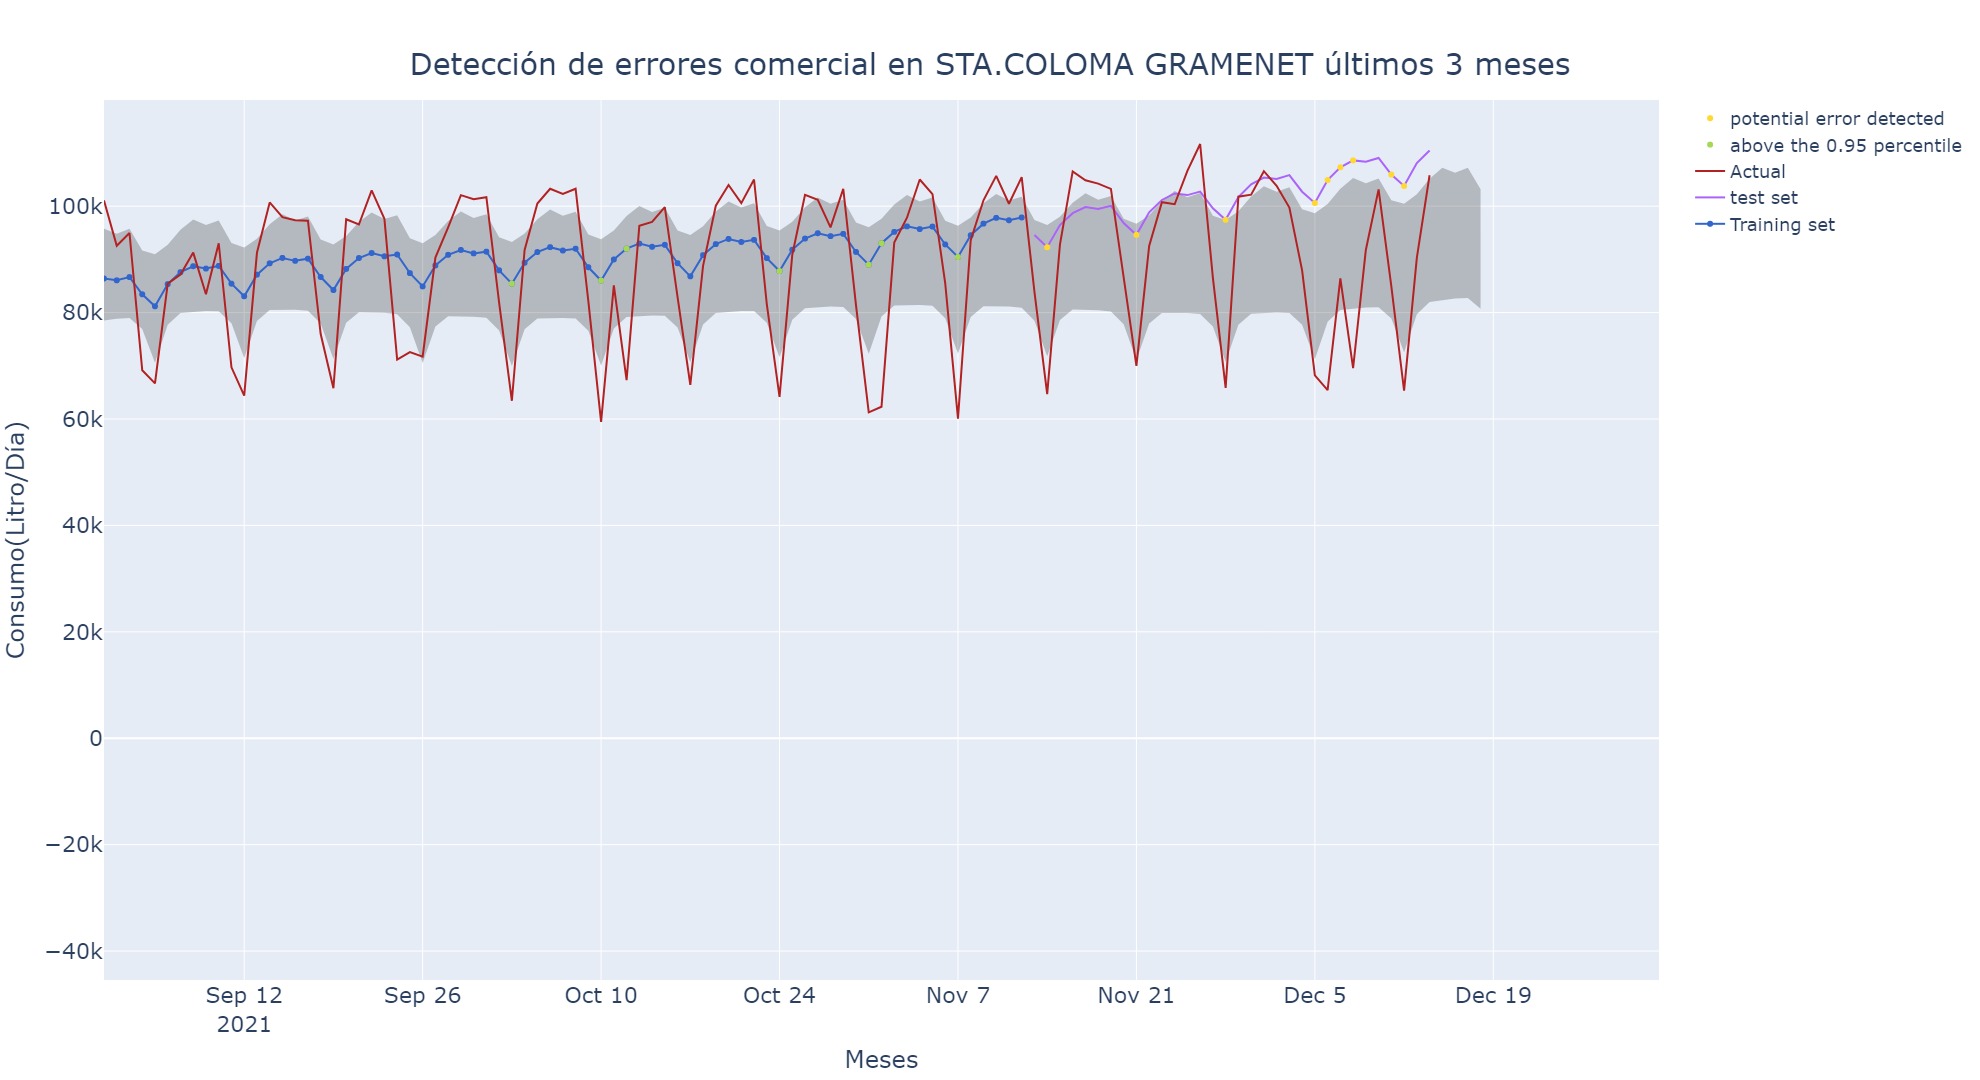 Detección de errores comercial en STA.COLOMA GRAMENET últimos 3 meses
potential error detected
above the 0.95 percentile
Actual
test set
Training set
Consumo(Litro/Día)
100k
80k
60k
40k
20k
0
−20k
−40k
Sep 12
2021
Sep 26
Oct 10
Oct 24
Nov 7
Nov 21
Dec 5
Dec 19
Meses